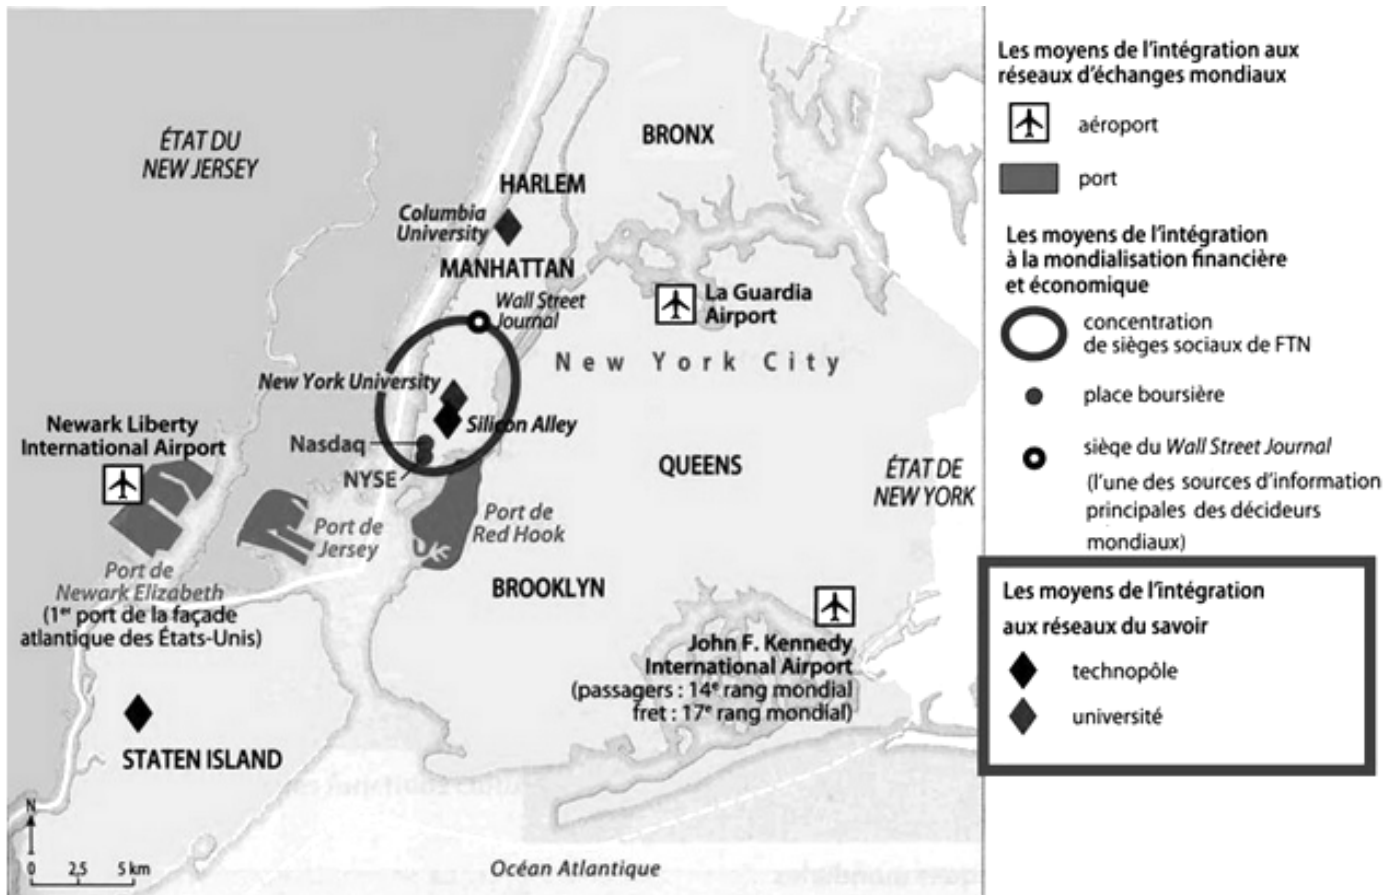 ÉTAT DU
NEW JERSEY
BRONX
HARLEM
Columbia
University
MANHATTAN
Wall Street
Journal
La Guardia
Airport
New York City
New York University
Silicon Alley
Newark Liberty
International Airport
Nasdaq
NYSE
QUEENS
ÉTAT DE
NEW YORK
Port de
Red Hook
Port de
Jersey
Port de
Newark Elizabeth
(1er port de la façade
atlantique des États-Unis)
BROOKLYN
John F. Kennedy
International Airport
(passagers : 14e rang mondial
fret : 17e rang mondial)
STATEN ISLAND
N
0 2,5 5 km
Océan Atlantique
Les moyens de l'intégration aux
réseaux d'échanges mondiaux
aéroport
port
Les moyens de l'intégration
à la mondialisation financière
et économique
concentration
de sièges sociaux de FTN
place boursière
siège du Wall Street Journal
(l'une des sources d'information
principales des décideurs
mondiaux)
Les moyens de l'intégration
aux réseaux du savoir
technopôle
université